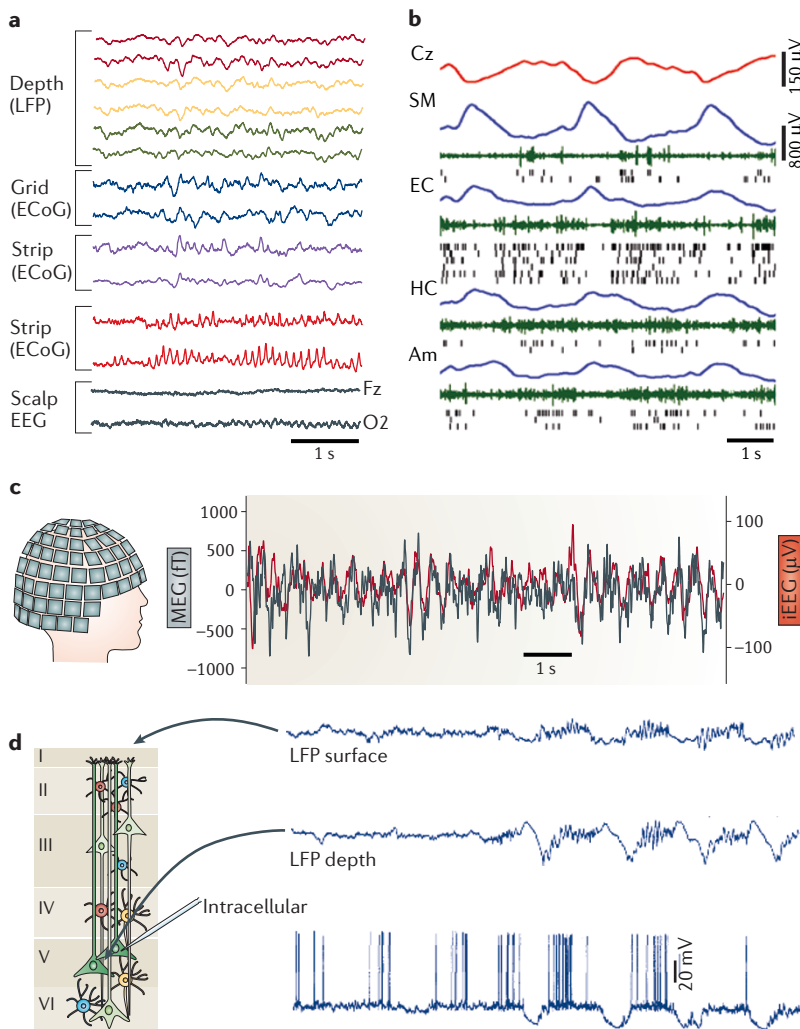 a
Depth
(LFP)
Grid
(ECoG)
Strip
(ECoG)
Strip
(ECoG)
Scalp
EEG
Fz
O2
1 s
b
Cz
150 μV
SM
800 μV
EC
HC
Am
1 s
c
MEG (fT)
1000
500
0
−500
−1000
1 s
100
0
−100
iEEG (μV)
d
I
II
III
IV
V
VI
LFP surface
LFP depth
Intracellular
20 mV